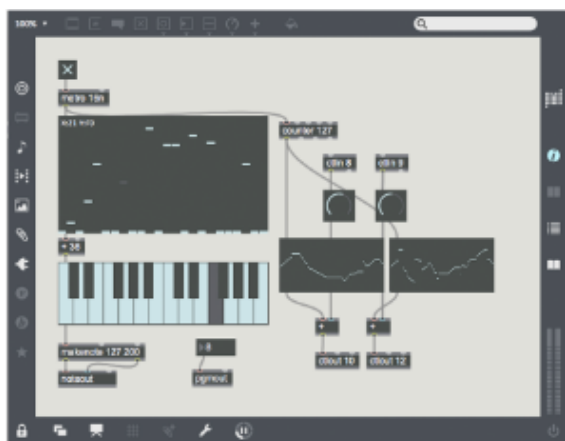 100%
metro 16n
counter 127
ctlin 8
ctlin 9
+ 36
makenote 127 200
noteout
pgmout
+
+
ctlout 10
ctlout 12